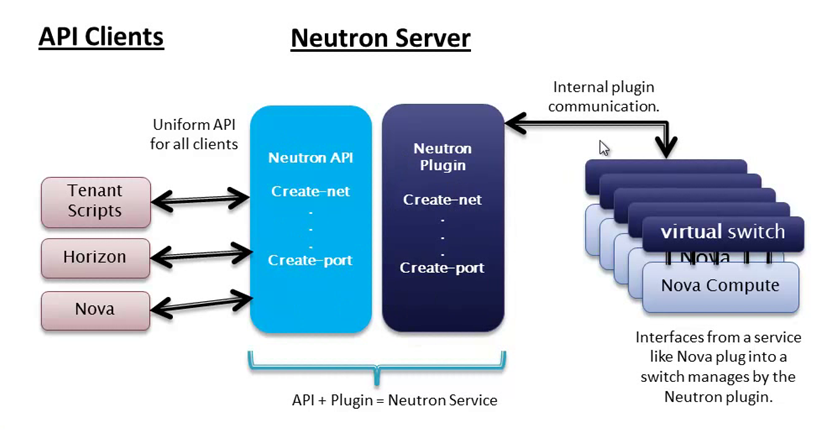 API Clients
Neutron Server
Internal plugin
communication.
Uniform API
for all clients
Neutron API
Create-net
.
.
.
Create-port
Neutron
Plugin
Create-net
.
.
.
Create-port
Tenant
Scripts
Horizon
Nova
virtual switch
Nova
Nova Compute
Interfaces from a service
like Nova plug into a
switch manages by the
Neutron plugin.
API + Plugin = Neutron Service